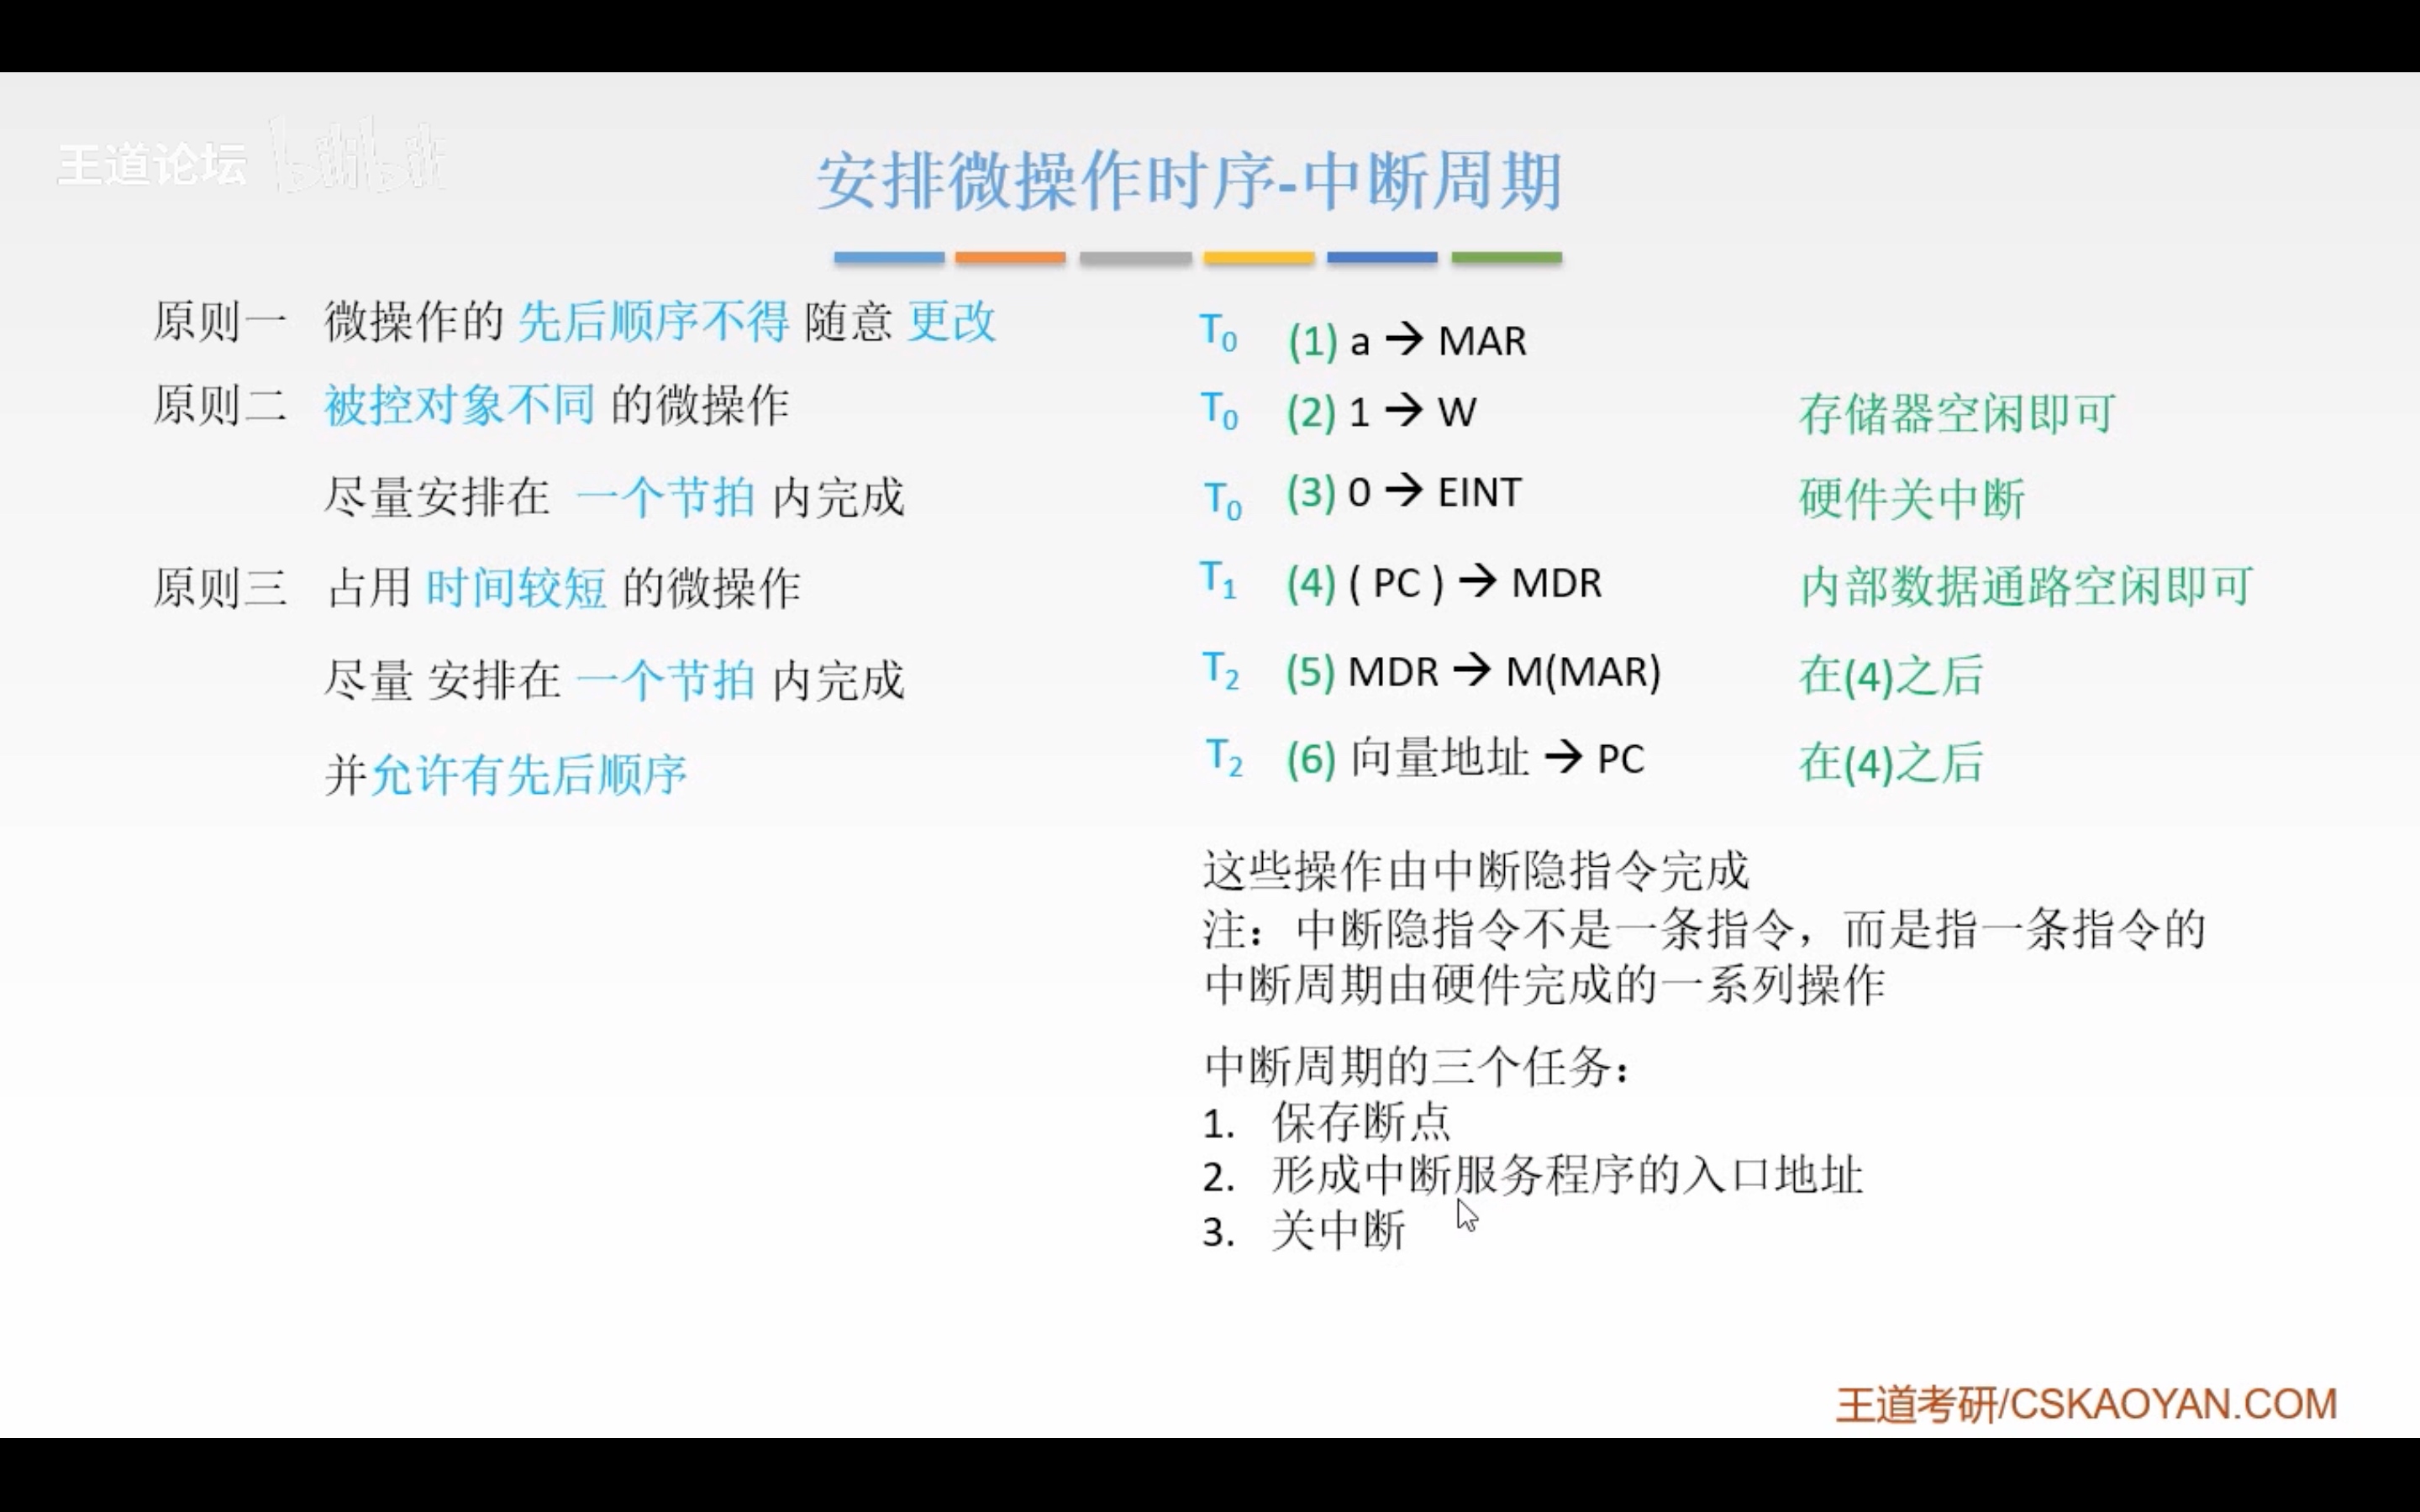 王道论坛 bilibili
安排微操作时序-中断周期
原则一 微操作的 先后顺序不得 随意 更改
原则二 被控对象不同 的微操作
尽量安排在 一个节拍 内完成
原则三 占用 时间较短 的微操作
尽量 安排在 一个节拍 内完成
并允许有先后顺序
T0 (1) a → MAR
T0 (2) 1 → W 存储器空闲即可
T0 (3) 0 → EINT 硬件关中断
T1 (4) ( PC ) → MDR 内部数据通路空闲即可
T2 (5) MDR → M(MAR) 在(4)之后
T2 (6) 向量地址 → PC 在(4)之后
这些操作由中断隐指令完成
注：中断隐指令不是一条指令，而是指一条指令的
中断周期由硬件完成的一系列操作
中断周期的三个任务：
1. 保存断点
2. 形成中断服务程序的入口地址
3. 关中断
王道考研/CSKAOYAN.COM